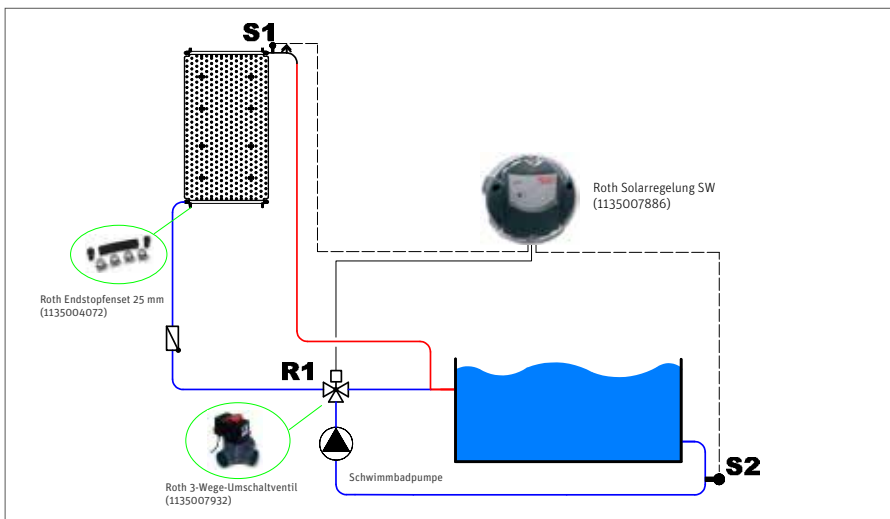 S1
Roth Solarregelung SW
(1135007886)
Roth Endstopfenset 25 mm
(1135004072)
R1
Roth 3-Wege-Umschaltventil
(1135007932)
Schwimmbadpumpe
S2